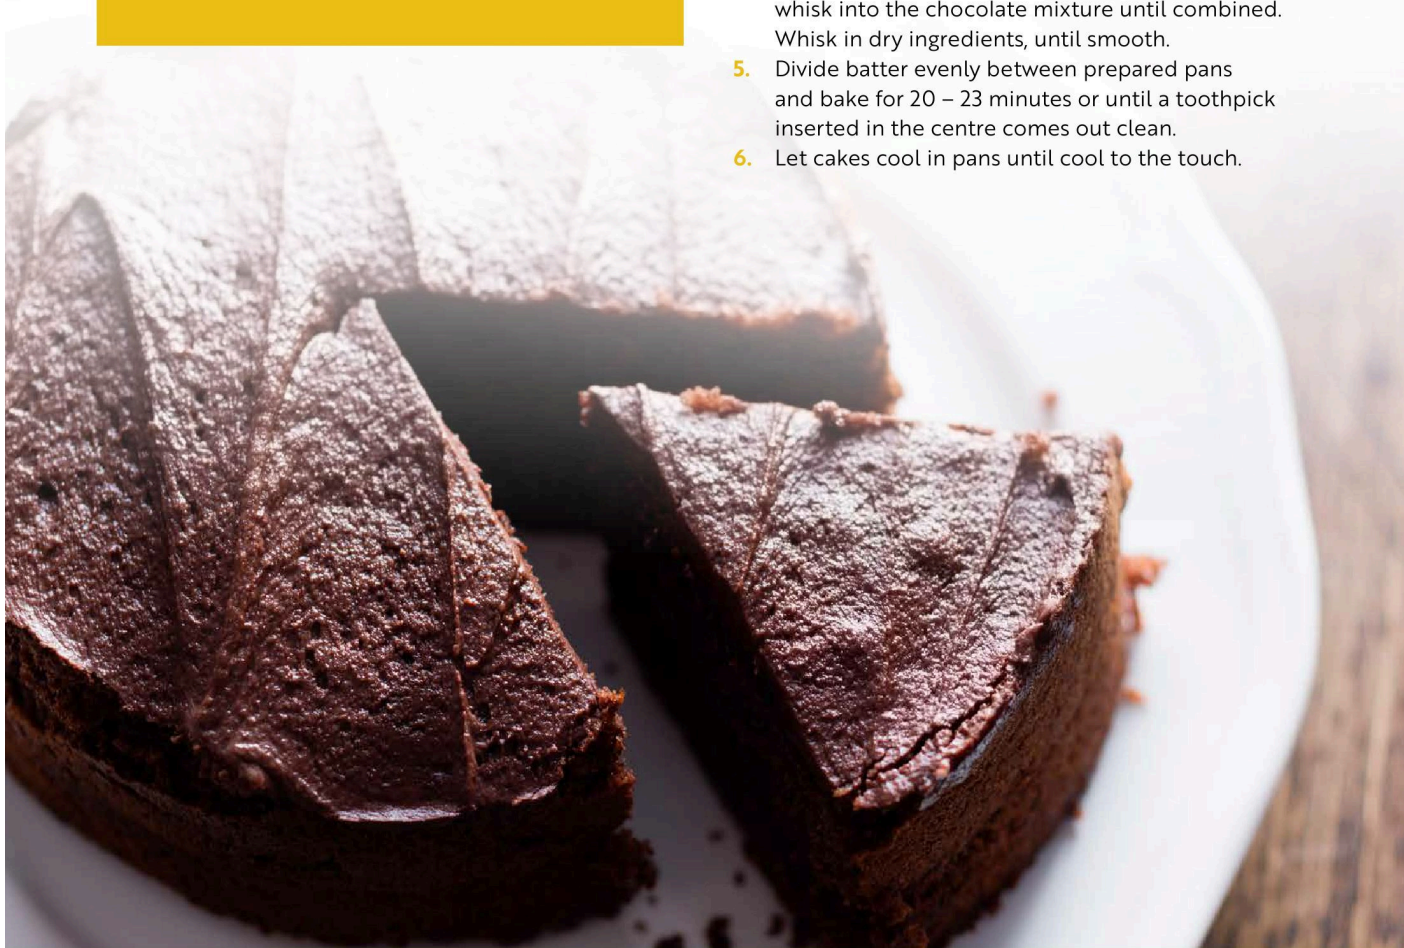 whisk into the chocolate mixture until combined.
Whisk in dry ingredients, until smooth.
5. Divide batter evenly between prepared pans
and bake for 20 – 23 minutes or until a toothpick
inserted in the centre comes out clean.
6. Let cakes cool in pans until cool to the touch.